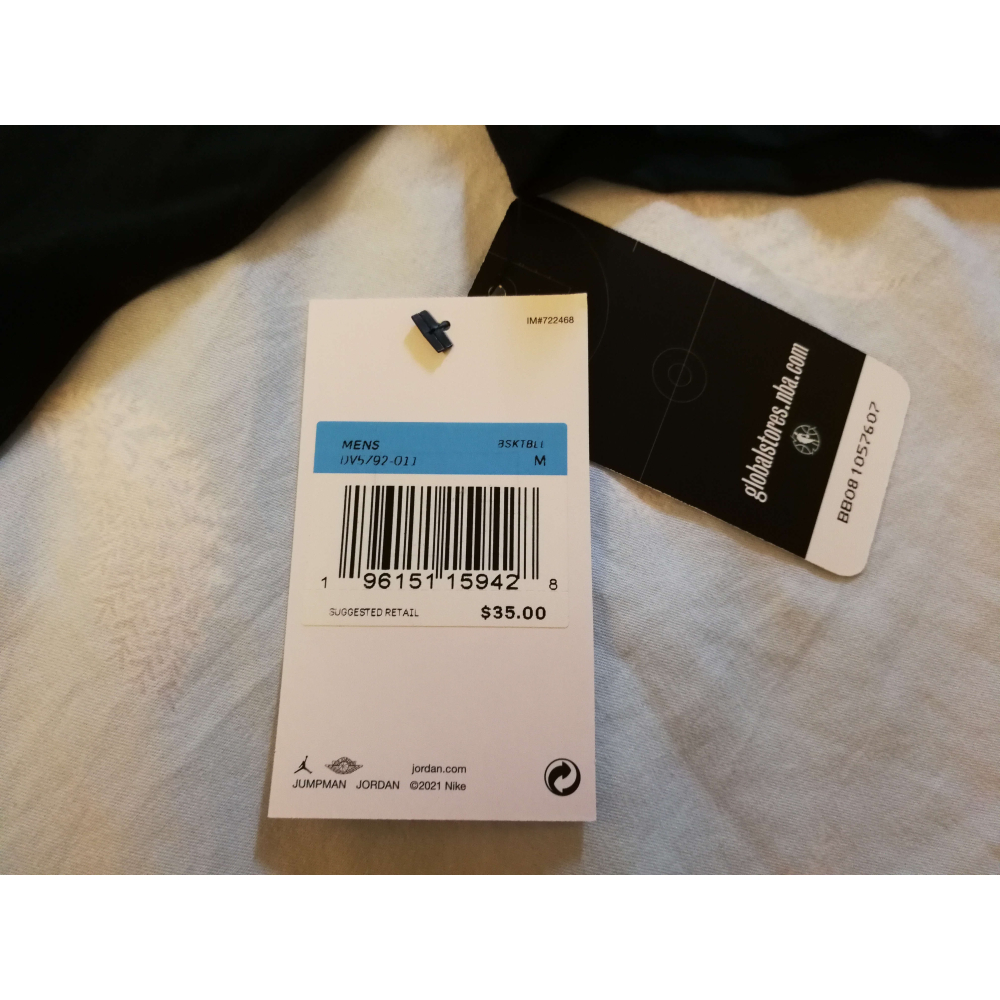 IM#722468
MENS BSKTBLL
DV5792-011 M
1 96151 15942 8
SUGGESTED RETAIL $35.00
jordan.com
JUMPMAN JORDAN ©2021 Nike
globalstores.nba.com
BB081057607